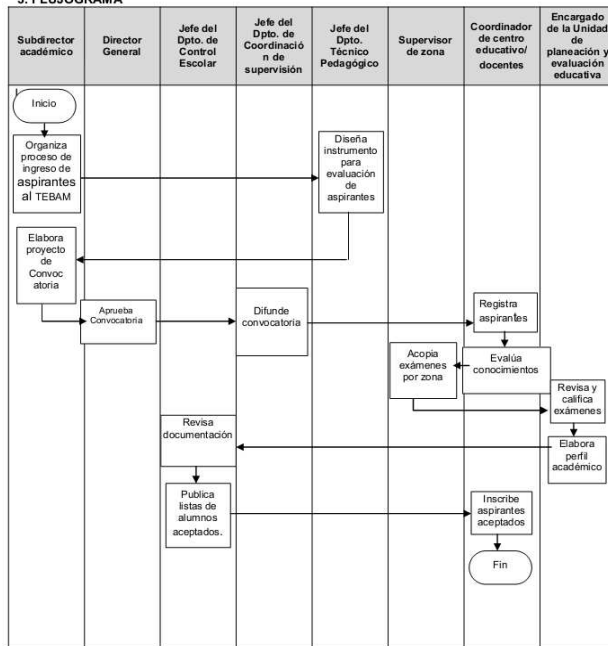 3. FLUJOGRAMA
Subdirector
académico
Director
General
Jefe del
Dpto. de
Control
Escolar
Jefe del
Dpto. de
Coordinació
n de
supervisión
Jefe del
Dpto.
Técnico
Pedagógico
Supervisor
de zona
Coordinador
de centro
educativo/
docentes
Encargado
de la Unidad
de
planeación y
evaluación
educativa
Inicio
Organiza
proceso de
ingreso de
aspirantes
al TEBAM
Diseña
instrumento
para
evaluación
de
aspirantes
Elabora
proyecto
de
Convoc
atoria
Aprueba
Convocatoria
Difunde
convocatoria
Registra
aspirantes
Evalúa
conocimientos
Acopia
exámenes
por zona
Revisa y
califica
exámenes
Elabora
perfil
académico
Revisa
documentación
Publica
listas de
alumnos
aceptados.
Inscribe
aspirantes
aceptados
Fin